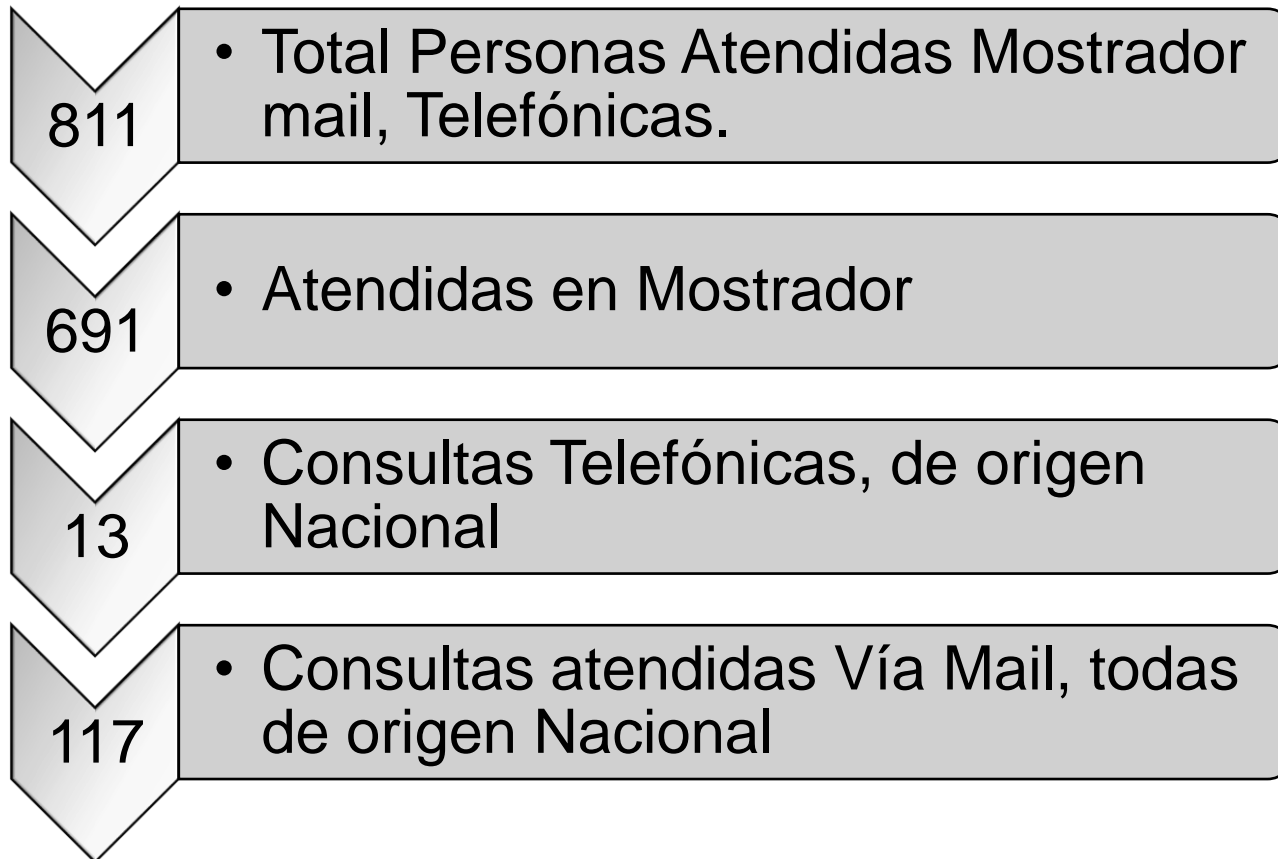 811
• Total Personas Atendidas Mostrador
mail, Telefónicas.
691
• Atendidas en Mostrador
13
• Consultas Telefónicas, de origen
Nacional
117
• Consultas atendidas Vía Mail, todas
de origen Nacional